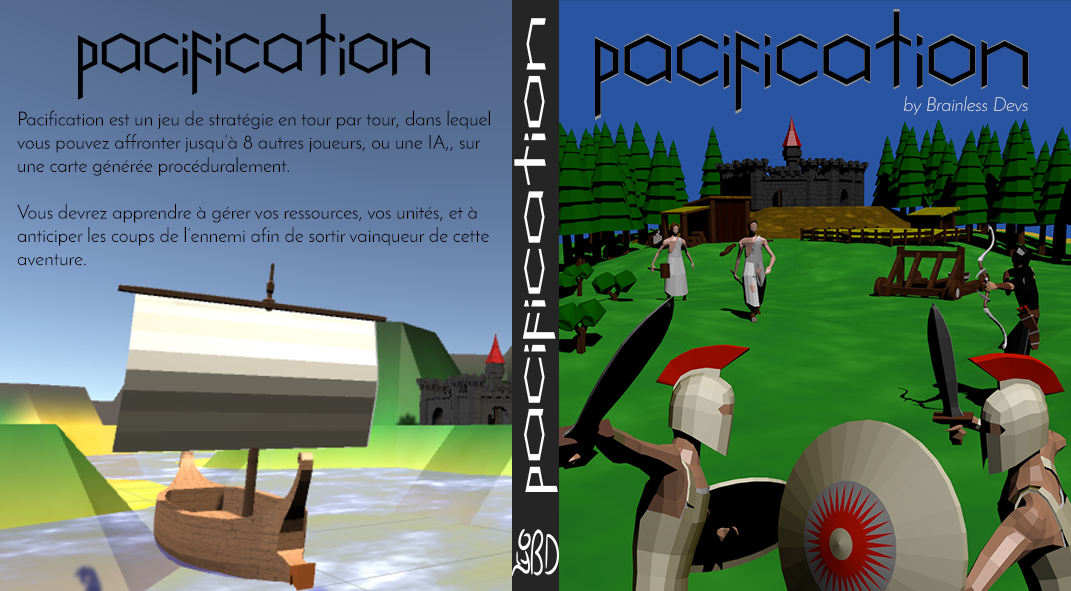 pacification
Pacification est un jeu de stratégie en tour par tour, dans lequel
vous pouvez affronter jusqu'à 8 autres joueurs, ou une IA,, sur
une carte générée procéduralement.
Vous devrez apprendre à gérer vos ressources, vos unités, et à
anticiper les coups de l'ennemi afin de sortir vainqueur de cette
aventure.
pacification
BD
pacification
by Brainless Devs